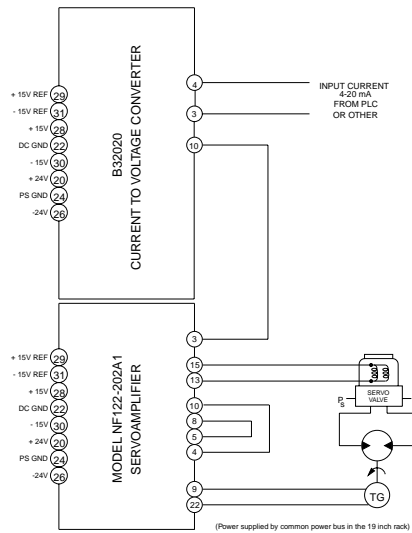 B32020
CURRENT TO VOLTAGE CONVERTER
+ 15V REF 29
- 15V REF 31
+ 15V 28
DC GND 22
- 15V 30
+ 24V 20
PS GND 24
-24V 26
4
3
10
INPUT CURRENT
4-20 mA
FROM PLC
OR OTHER
MODEL NF122-202A1
SERVOAMPLIFIER
+ 15V REF 29
- 15V REF 31
+ 15V 28
DC GND 22
- 15V 30
+ 24V 20
PS GND 24
-24V 26
3
15
13
10
8
5
4
9
22
PS
SERVO
VALVE
TG
(Power supplied by common power bus in the 19 inch rack)